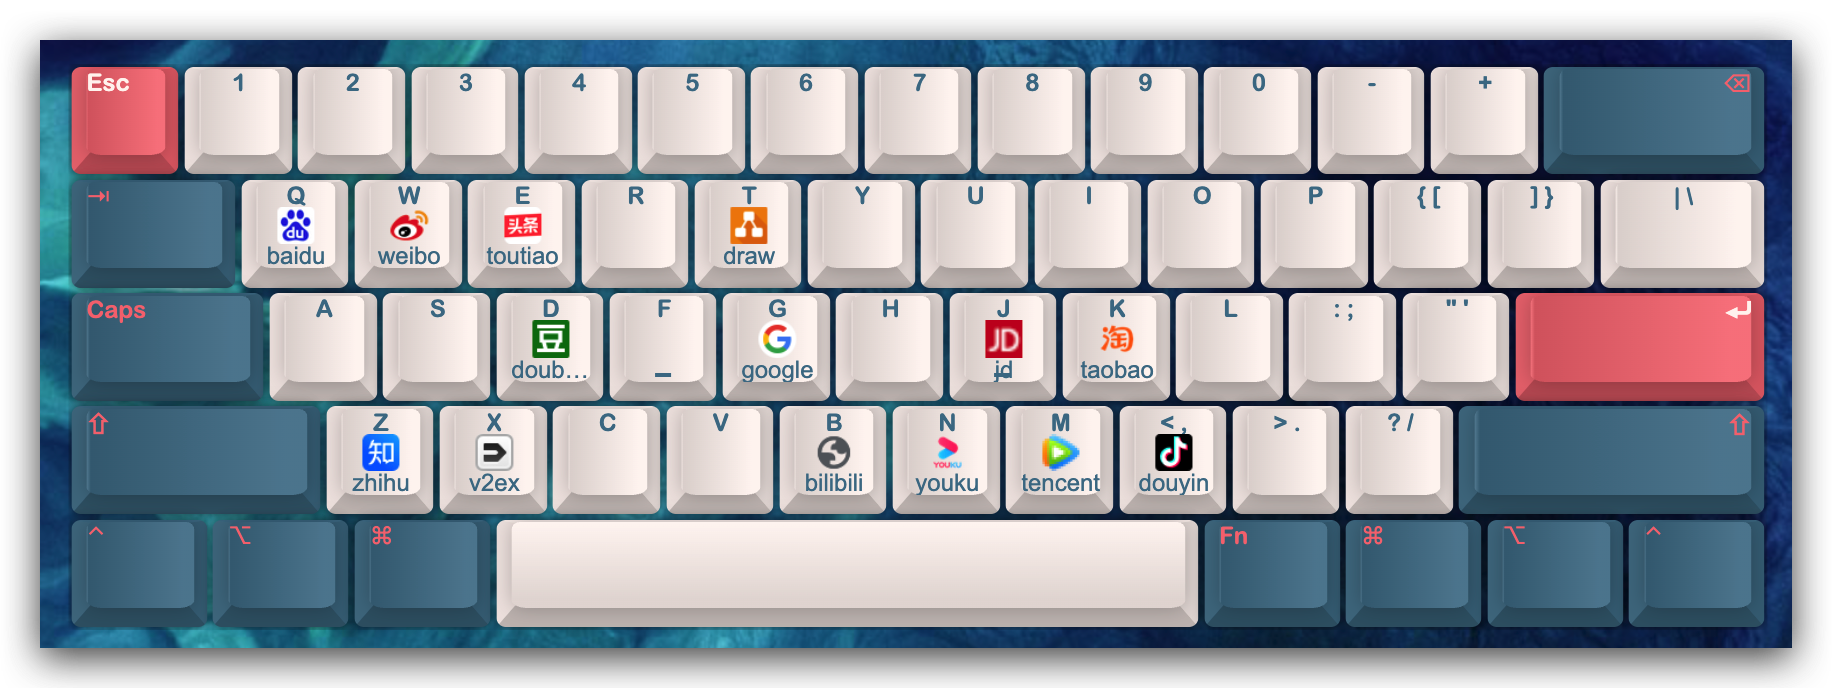 Esc 1 2 3 4 5 6 7 8 9 0 - + ⌫
⇥ Q W E R T Y U I O P { [ ] } | \
du 头条
baidu weibo toutiao draw
Caps A S D F G H J K L : ; " ' ↵
豆 G JD 淘
doub... google jd taobao
⇧ Z X C V B N M < , > . ? / ⇧
知 YOUKU
zhihu v2ex bilibili youku tencent douyin
^ ⌥ ⌘ Fn ⌘ ⌥ ^